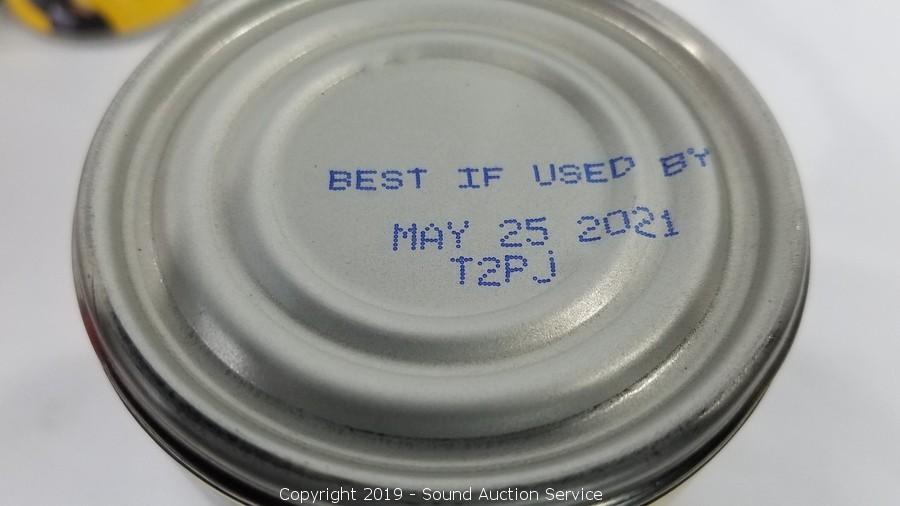 BEST IF USED BY
MAY 25 2021
T2PJ
Copyright 2019 - Sound Auction Service